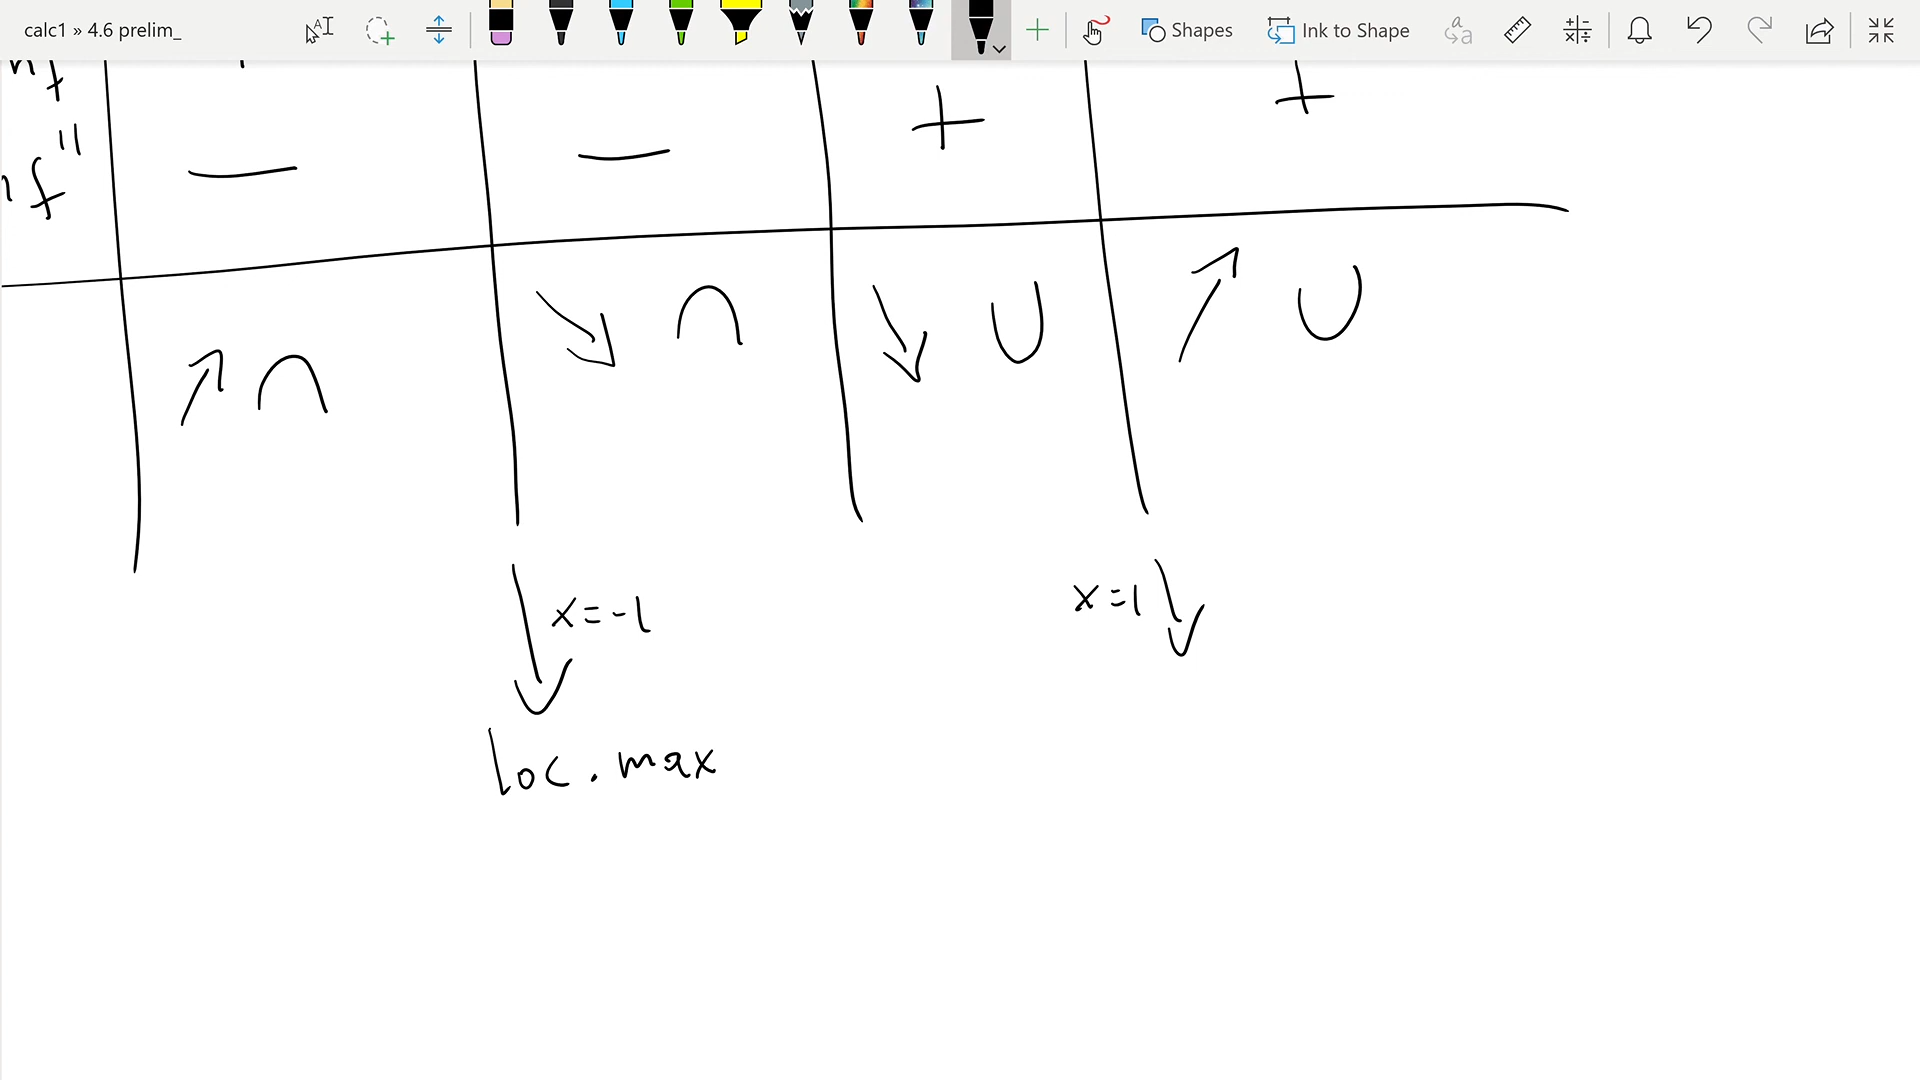 calc1 » 4.6 prelim_
Shapes
Ink to Shape
+
+
f"
— —
∩ ∩ ∪ ∪
x=-1
x=1
loc. max